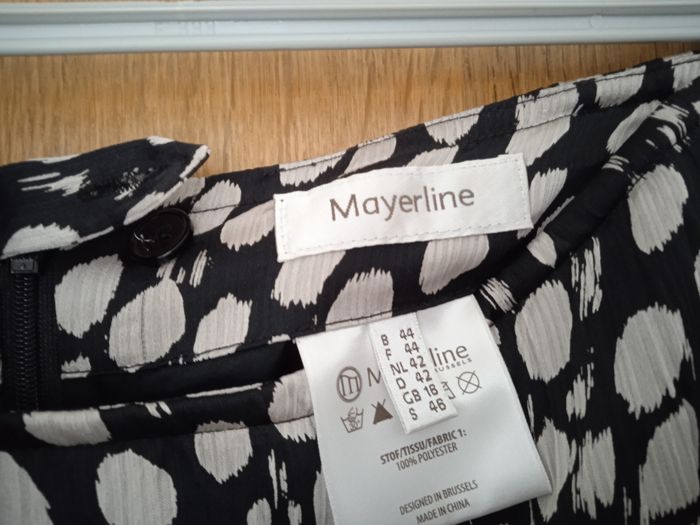 Mayerline
B 44
F 44
NL 42
D 42
GB 18
S 46
STOF/TISSU/FABRIC 1:
100% POLYESTER
DESIGNED IN BRUSSELS
MADE IN CHINA